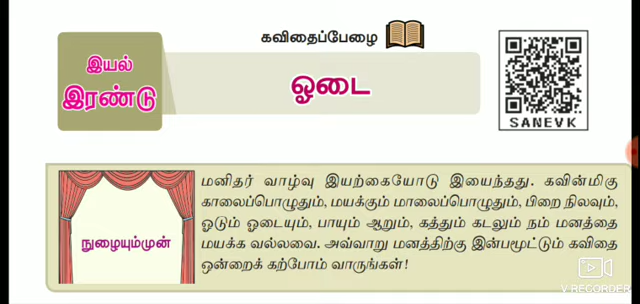 கவிதைப்பேழை
இயல்
இரண்டு
ஓடை
SANEVK
மனிதர் வாழ்வு இயற்கையோடு இயைந்தது. கவின்மிகு
காலைப்பொழுதும், மயக்கும் மாலைப்பொழுதும், பிறை நிலவும்,
ஓடும் ஓடையும், பாயும் ஆறும், கத்தும் கடலும் நம் மனத்தை
மயக்க வல்லவை. அவ்வாறு மனத்திற்கு இன்பமூட்டும் கவிதை
ஒன்றைக் கற்போம் வாருங்கள்!
நுழையும்முன்
V RECORDER